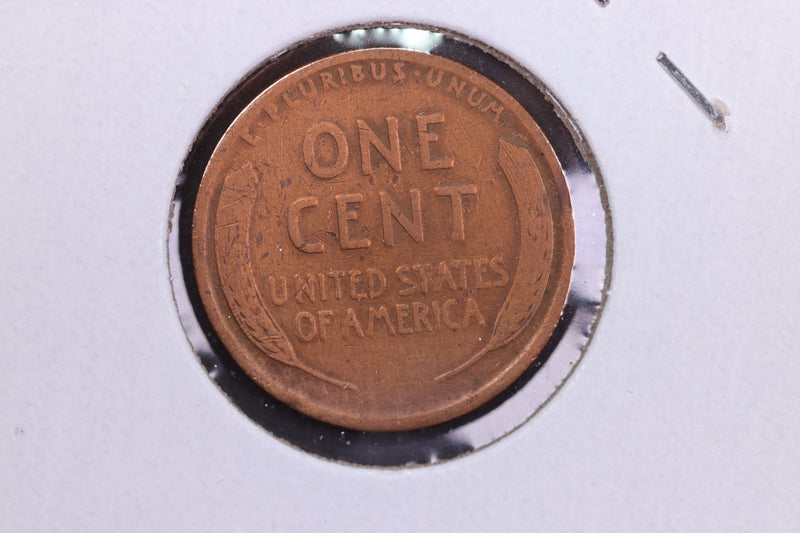 E · PLURIBUS · UNUM
ONE
CENT
UNITED STATES
OF AMERICA